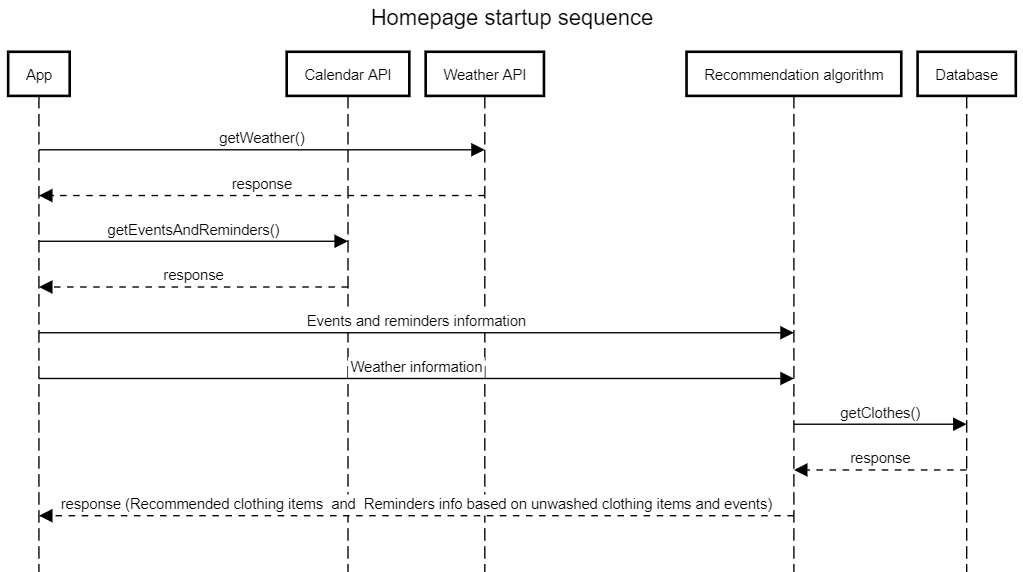 Homepage startup sequence
App
Calendar API
Weather API
Recommendation algorithm
Database
getWeather()
response
getEventsAndReminders()
response
Events and reminders information
Weather information
getClothes()
response
response (Recommended clothing items  and  Reminders info based on unwashed clothing items and events)